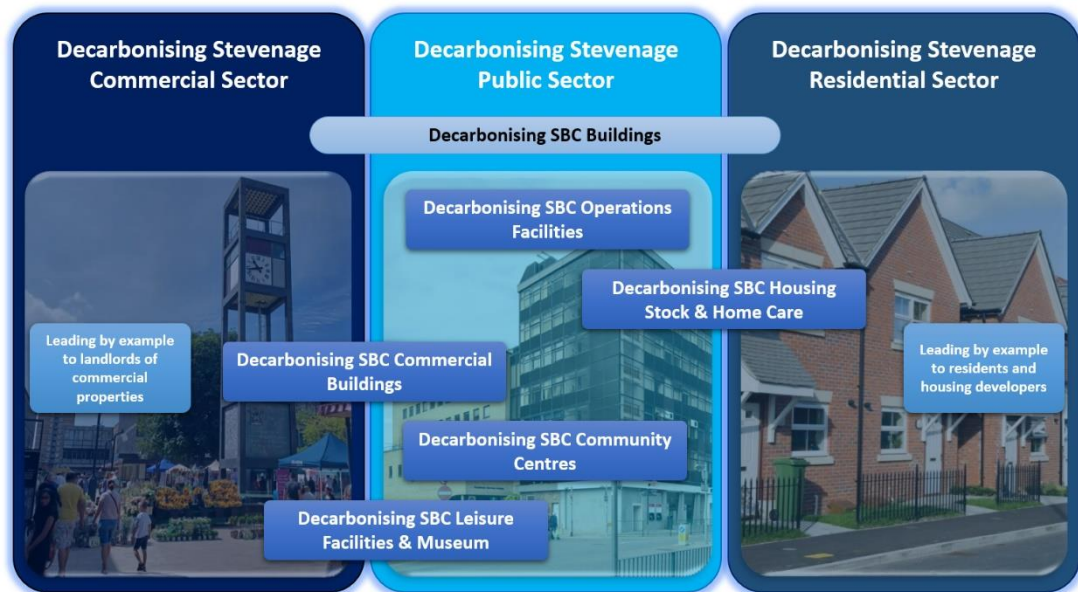 Decarbonising Stevenage
Commercial Sector
Decarbonising Stevenage
Public Sector
Decarbonising Stevenage
Residential Sector
Decarbonising SBC Buildings
Decarbonising SBC Operations
Facilities
Decarbonising SBC Housing
Stock & Home Care
Leading by example
to landlords of
commercial
properties
Decarbonising SBC Commercial
Buildings
Leading by example
to residents and
housing developers
Decarbonising SBC Community
Centres
Decarbonising SBC Leisure
Facilities & Museum